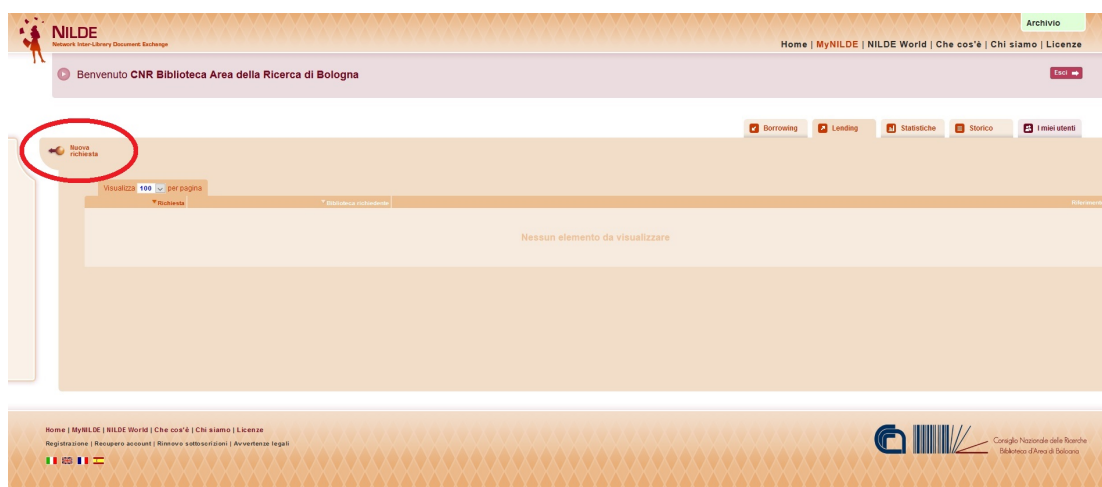 Archivio
NILDE
Network Inter-Library Document Exchange
Home | MyNILDE | NILDE World | Che cos'è | Chi siamo | Licenze
Benvenuto CNR Biblioteca Area della Ricerca di Bologna
Esci
Borrowing
Lending
Statistiche
Storico
I miei utenti
Nuova
richiesta
Visualizza 100 per pagina
Richiesta
Biblioteca richiedente
Nessun elemento da visualizzare
Home | MyNILDE | NILDE World | Che cos'è | Chi siamo | Licenze
Registrazione | Recupero account | Rinnovo sottoscrizioni | Avvertenze legali
Consiglio Nazionale delle Ricerche
Biblioteca d'Area di Bologna